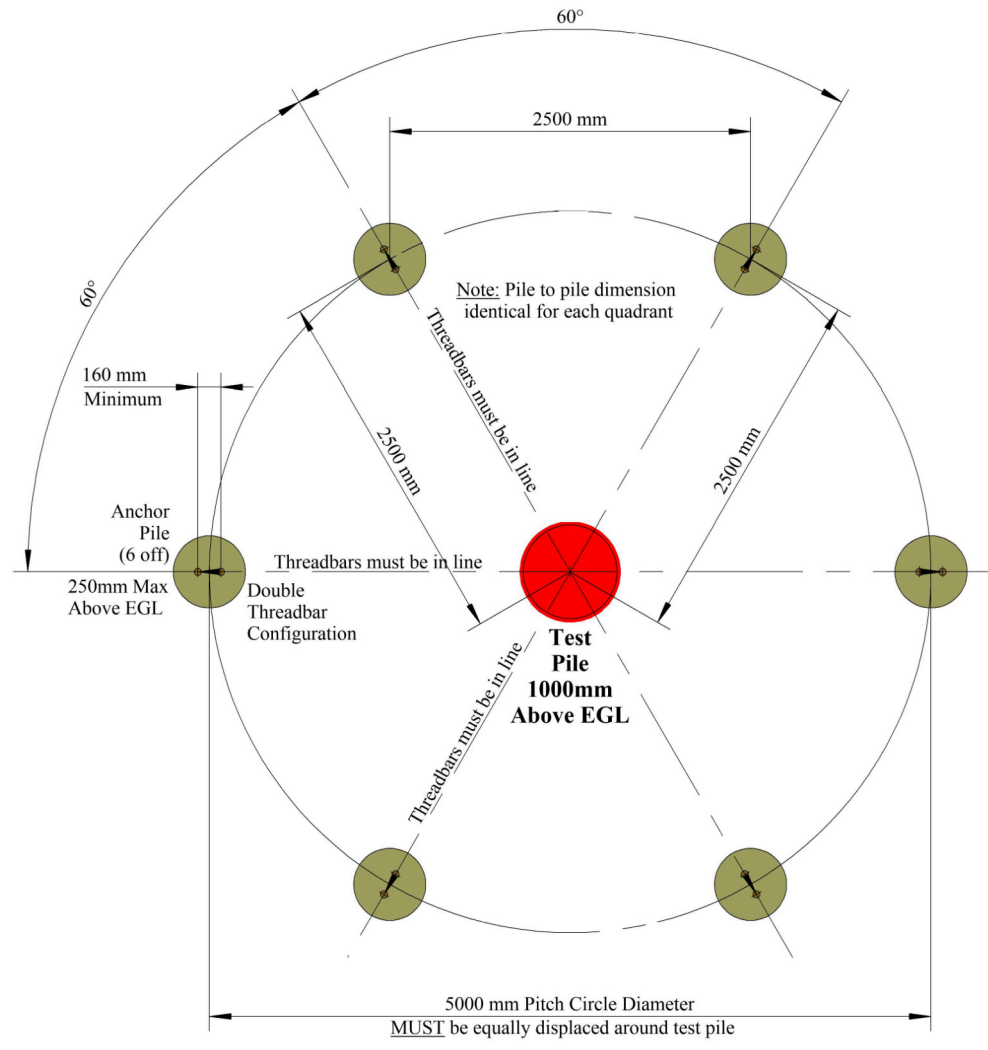 60°
2500 mm
60°
Note: Pile to pile dimension
identical for each quadrant
Threadbars must be in line
160 mm
Minimum
2500 mm
2500 mm
Anchor
Pile
(6 off)
250mm Max
Above EGL
Threadbars must be in line
Double
Threadbar
Configuration
Test
Pile
1000mm
Above EGL
Threadbars must be in line
5000 mm Pitch Circle Diameter
MUST be equally displaced around test pile